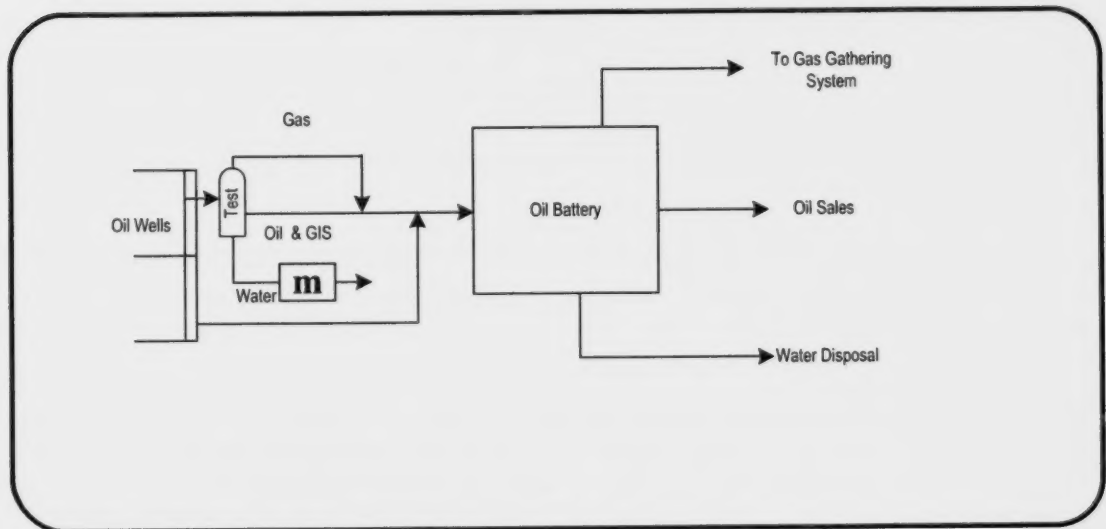 To Gas Gathering
System
Gas
Test
Oil Battery
Oil Sales
Oil Wells
Oil & GIS
m
Water
Water Disposal